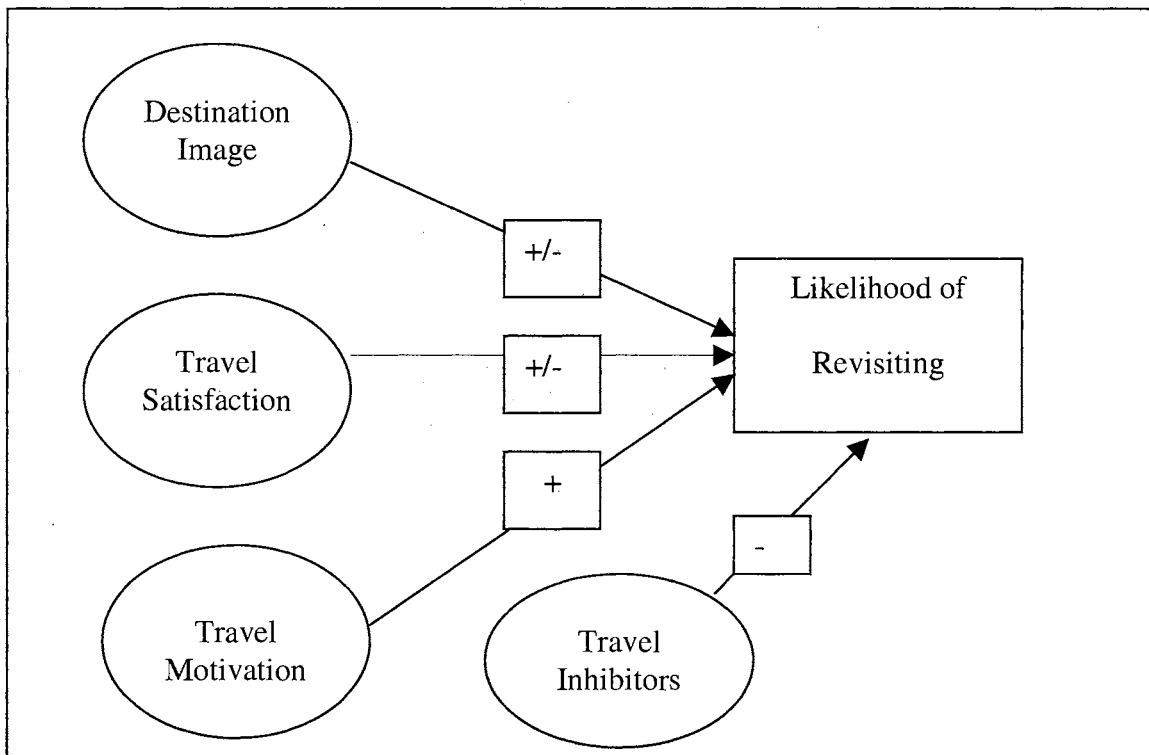 Destination
Image
+/-
Likelihood of
Revisiting
Travel
Satisfaction
+/-
+
-
Travel
Motivation
Travel
Inhibitors